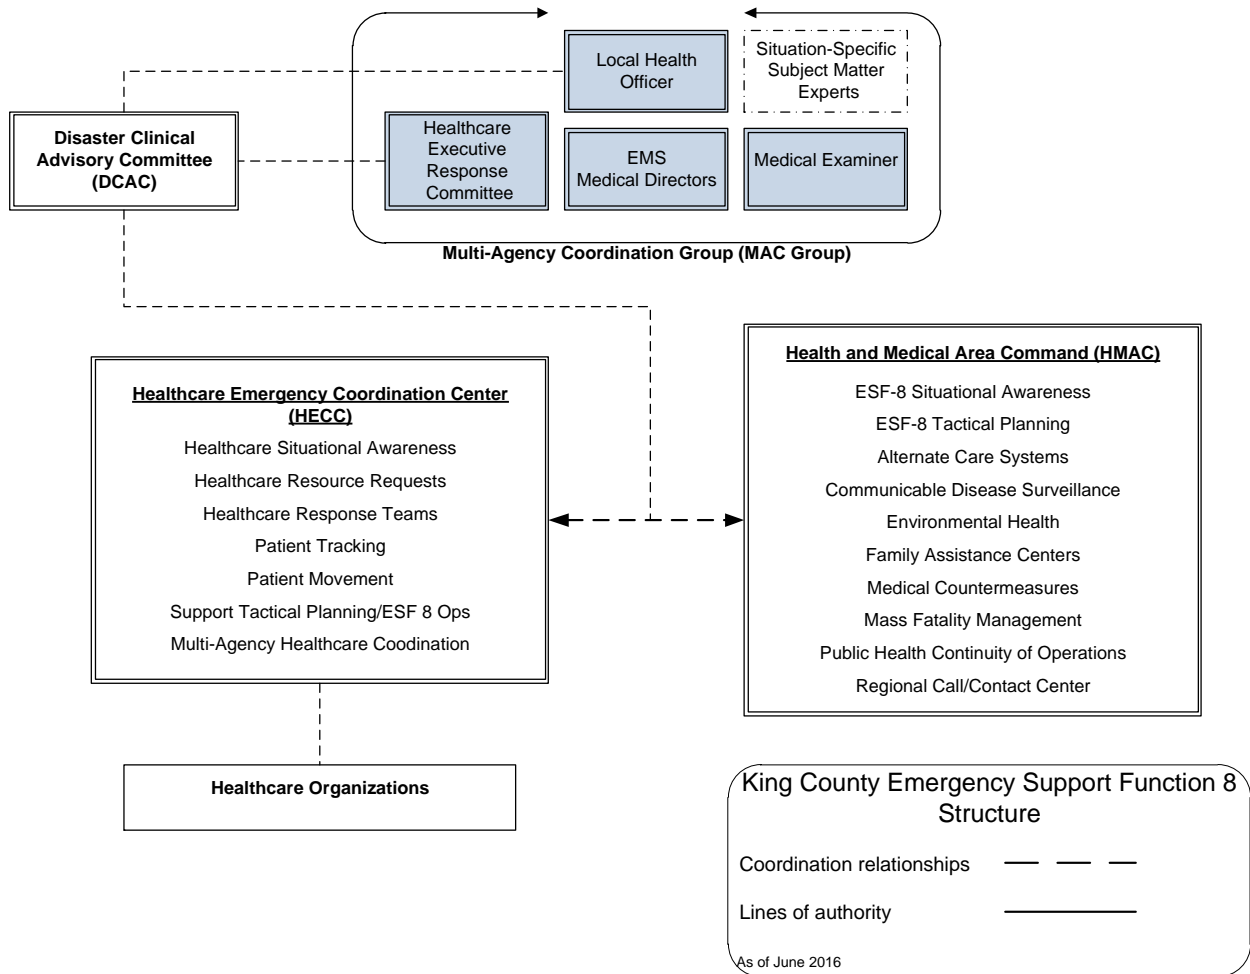 Local Health
Officer
Situation-Specific
Subject Matter
Experts
Disaster Clinical
Advisory Committee
(DCAC)
Healthcare
Executive
Response
Committee
EMS
Medical Directors
Medical Examiner
Multi-Agency Coordination Group (MAC Group)
Healthcare Emergency Coordination Center
(HECC)
Healthcare Situational Awareness
Healthcare Resource Requests
Healthcare Response Teams
Patient Tracking
Patient Movement
Support Tactical Planning/ESF 8 Ops
Multi-Agency Healthcare Coodination
Health and Medical Area Command (HMAC)
ESF-8 Situational Awareness
ESF-8 Tactical Planning
Alternate Care Systems
Communicable Disease Surveillance
Environmental Health
Family Assistance Centers
Medical Countermeasures
Mass Fatality Management
Public Health Continuity of Operations
Regional Call/Contact Center
Healthcare Organizations
King County Emergency Support Function 8
Structure
Coordination relationships
Lines of authority
As of June 2016